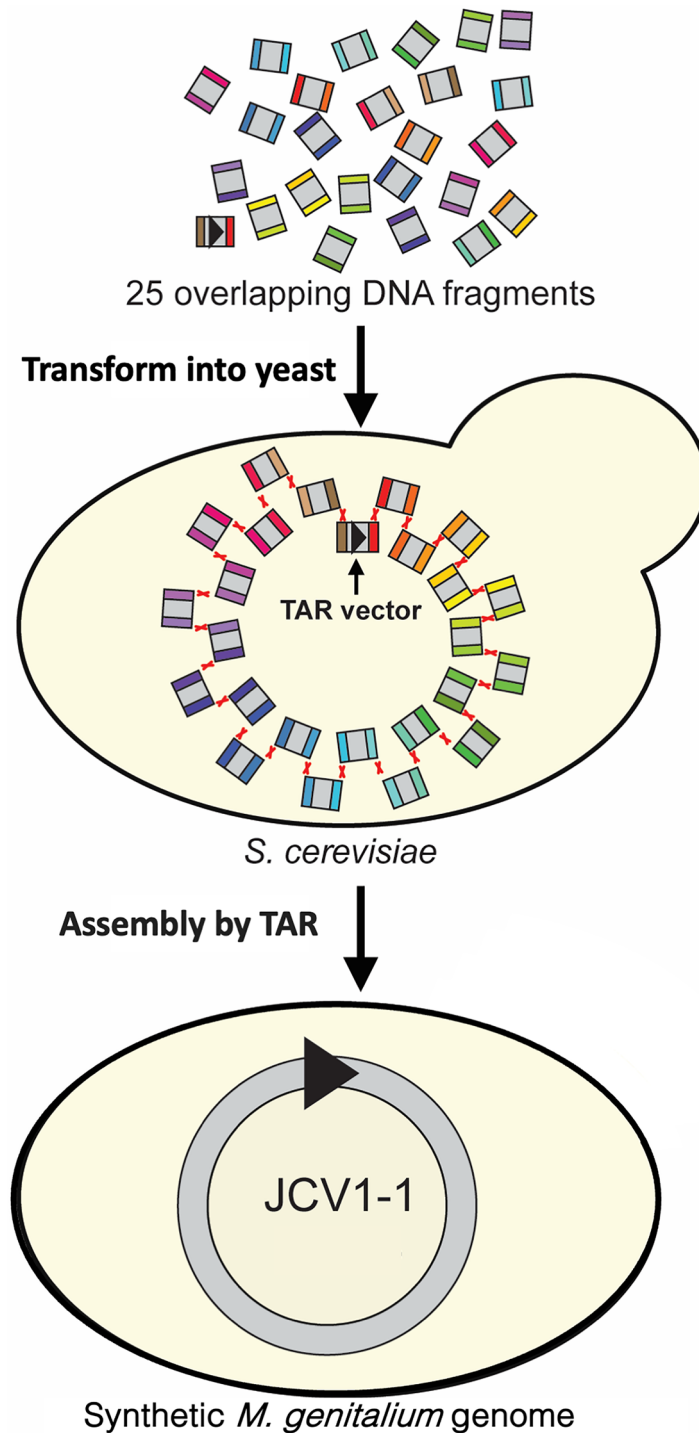 25 overlapping DNA fragments
Transform into yeast
TAR vector
S. cerevisiae
Assembly by TAR
JCV1-1
Synthetic M. genitalium genome